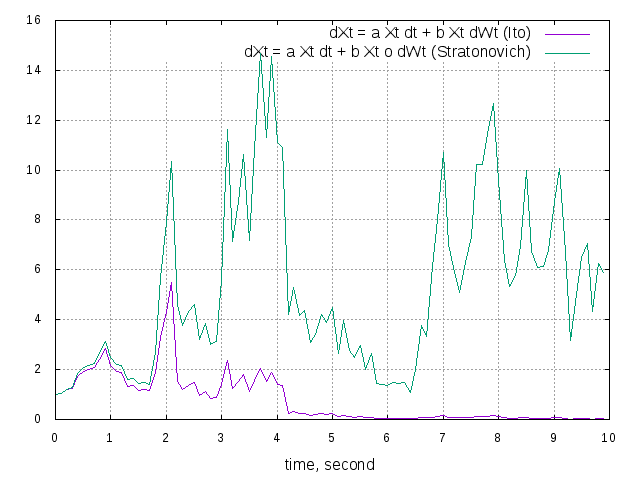 dXt = a Xt dt + b Xt dWt (Ito)
dXt = a Xt dt + b Xt o dWt (Stratonovich)
16
14
12
10
8
6
4
2
0
0 1 2 3 4 5 6 7 8 9 10
time, second